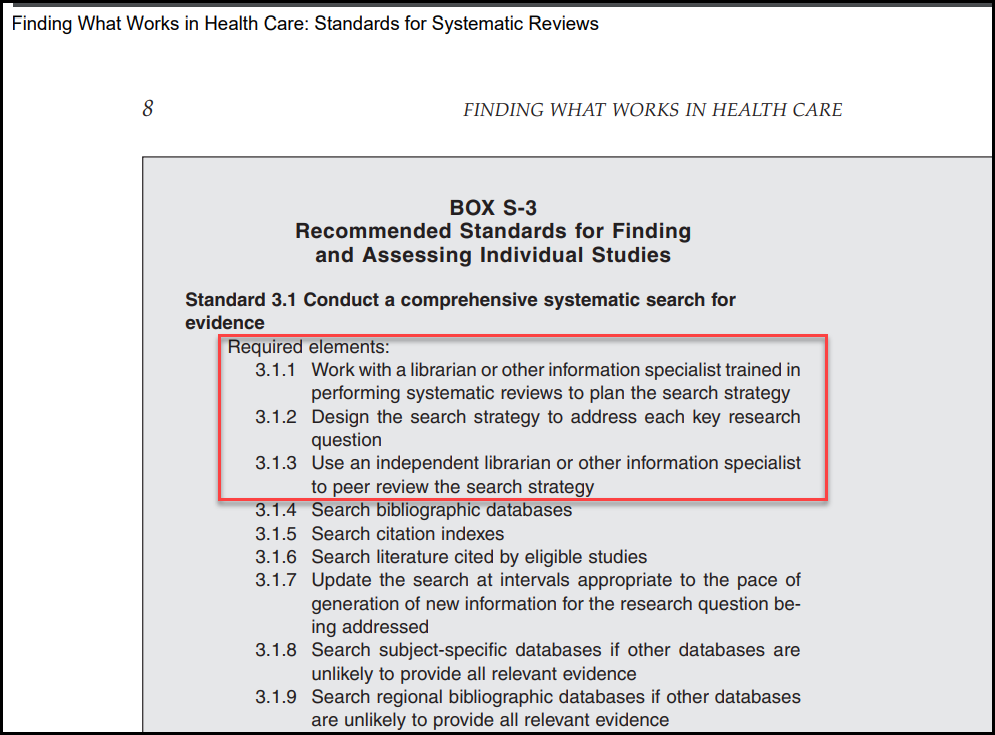 Finding What Works in Health Care: Standards for Systematic Reviews
8 FINDING WHAT WORKS IN HEALTH CARE
BOX S-3
Recommended Standards for Finding
and Assessing Individual Studies
Standard 3.1 Conduct a comprehensive systematic search for
evidence
Required elements:
3.1.1 Work with a librarian or other information specialist trained in
performing systematic reviews to plan the search strategy
3.1.2 Design the search strategy to address each key research
question
3.1.3 Use an independent librarian or other information specialist
to peer review the search strategy
3.1.4 Search bibliographic databases
3.1.5 Search citation indexes
3.1.6 Search literature cited by eligible studies
3.1.7 Update the search at intervals appropriate to the pace of
generation of new information for the research question be-
ing addressed
3.1.8 Search subject-specific databases if other databases are
unlikely to provide all relevant evidence
3.1.9 Search regional bibliographic databases if other databases
are unlikely to provide all relevant evidence